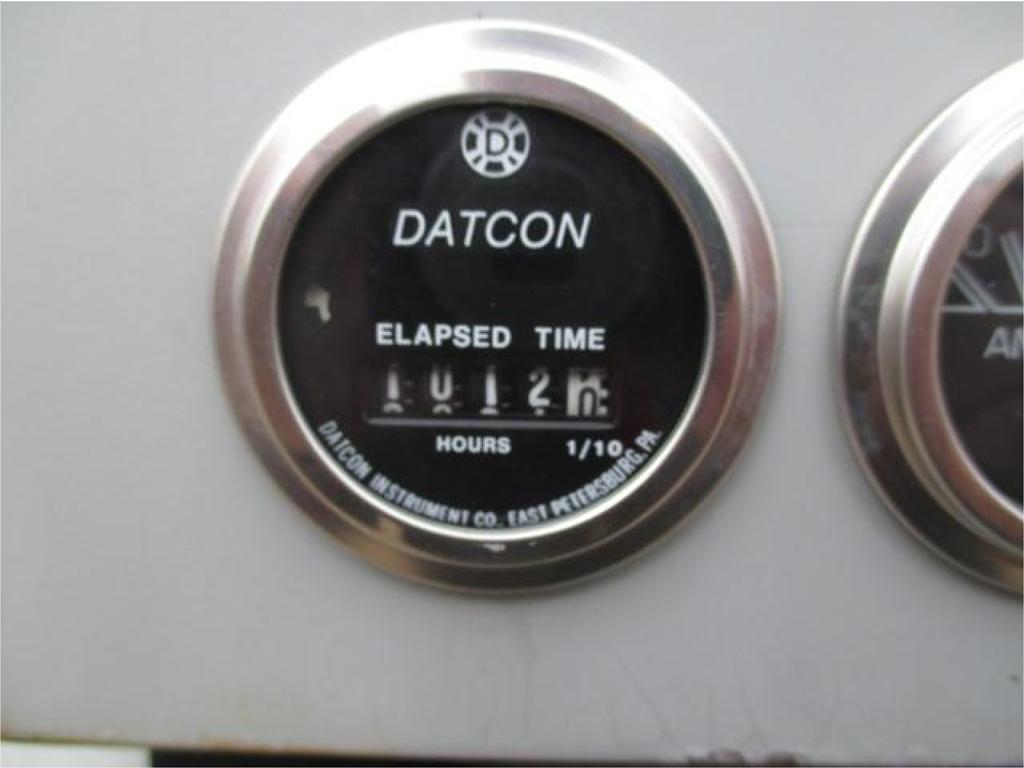 D
DATCON
ELAPSED TIME
1012
HOURS 1/10
DATCON INSTRUMENT CO. EAST PETERSBURG, PA.